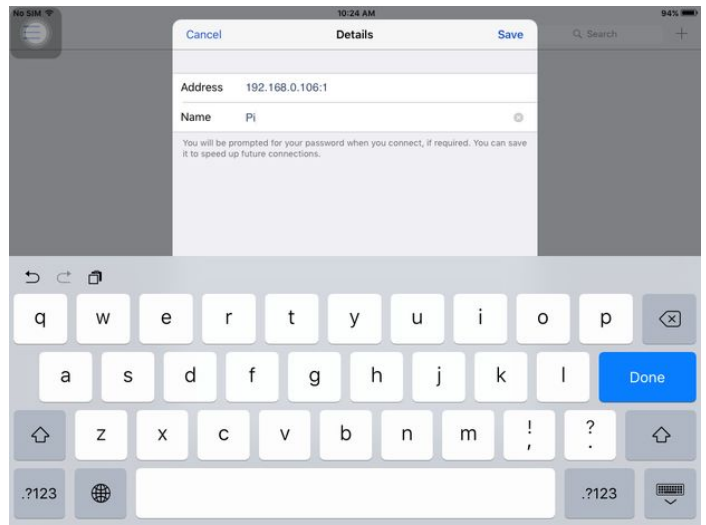 No SIM 10:24 AM 94%
Cancel Details Save Search
Address 192.168.0.106:1
Name Pi
You will be prompted for your password when you connect, if required. You can save
it to speed up future connections.
q w e r t y u i o p
a s d f g h j k l Done
z x c v b n m ! , ? .
.?123 .?123